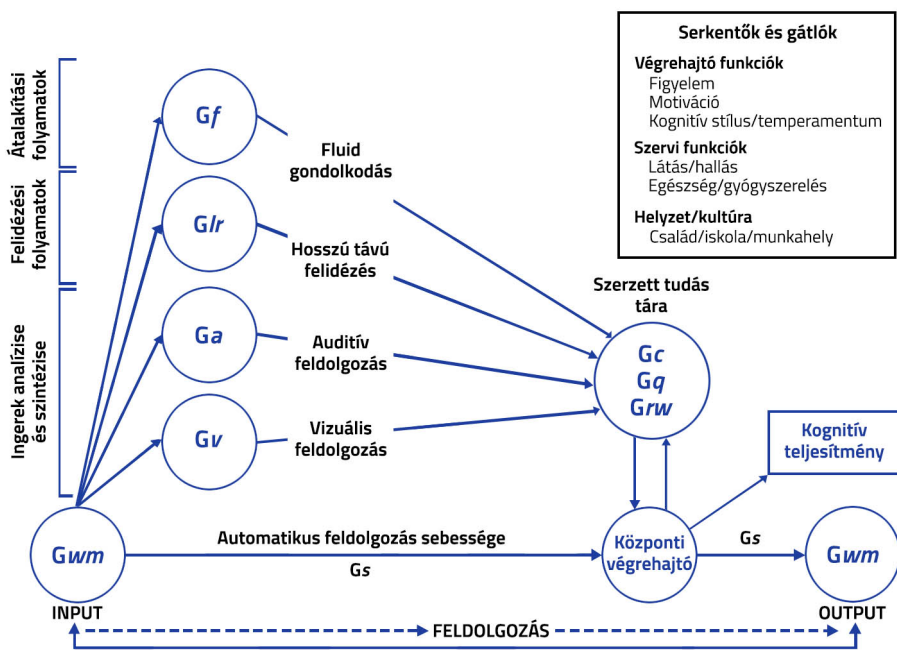 Serkentők és gátlók
Végrehajtó funkciók
Figyelem
Motiváció
Kognitív stílus/temperamentum
Szervi funkciók
Látás/hallás
Egészség/gyógyszerelés
Helyzet/kultúra
Család/iskola/munkahely
Átalakítási
folyamatok
Gf
Fluid
gondolkodás
Felidézési
folyamatok
Glr
Hosszú távú
felidézés
Ingerek analízise
és szintézise
Ga
Auditív
feldolgozás
Gv
Vizuális
feldolgozás
Szerzett tudás
tára
Gc
Gq
Grw
Kognitív
teljesítmény
Gwm
Automatikus feldolgozás sebessége
Gs
Központi
végrehajtó
Gs
Gwm
INPUT
OUTPUT
FELDOLGOZÁS